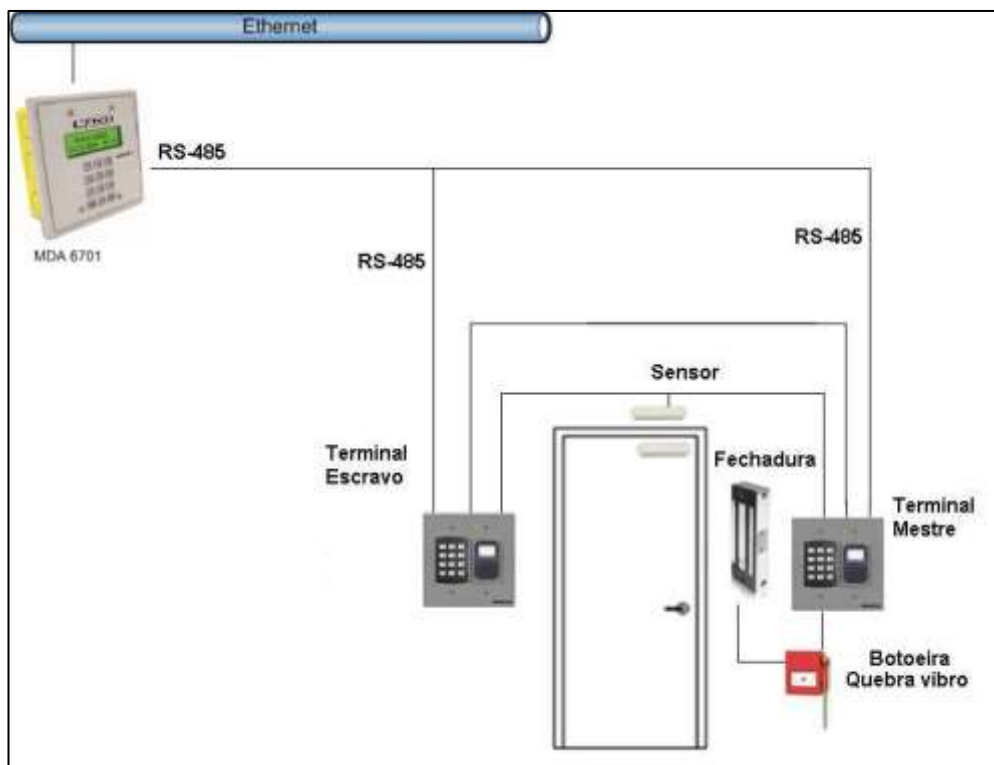 Ethernet
RS-485
MDA 6701
RS-485
RS-485
Sensor
Terminal
Escravo
Fechadura
Terminal
Mestre
Botoeira
Quebra vibro